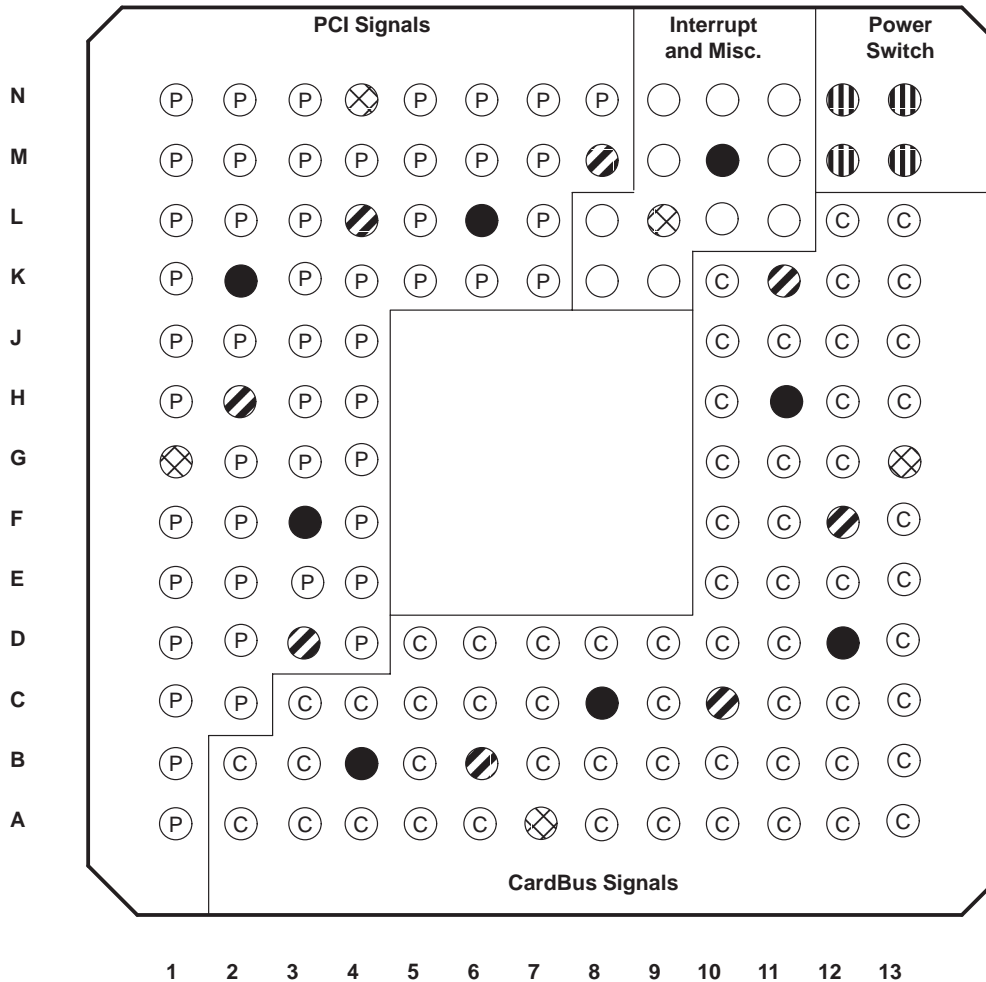 PCI Signals Interrupt and Misc. Power Switch
N P P P P P P P
M P P P P P P P
L P P P P P C C
K P P P P P P C C C
J P P P P C C C C
H P P P C C C
G P P P C C C
F P P P C C C
E P P P P C C C C
D P P P C C C C C C C C
C P P C C C C C C C C C
B P C C C C C C C C C C
A P C C C C C C C C C C C
CardBus Signals
1 2 3 4 5 6 7 8 9 10 11 12 13